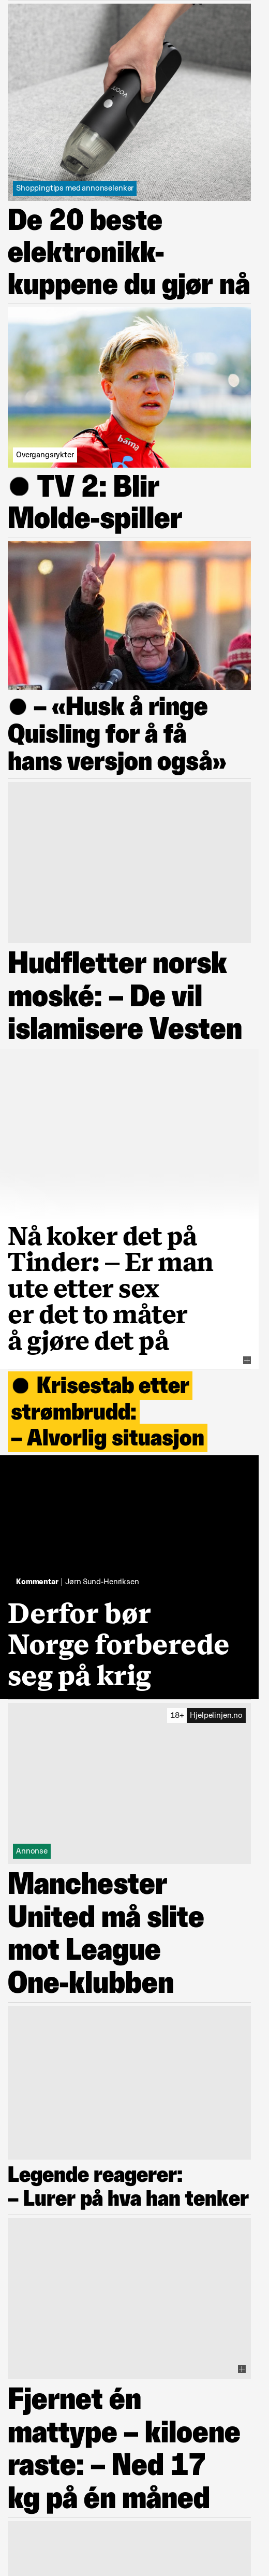 VOOIT
Shoppingtips med annonselenker
De 20 beste
elektronikk-
kuppene du gjør nå
bama
Overgangsrykter
● TV 2: Blir
Molde-spiller
● – «Husk å ringe
Quisling for å få
hans versjon også»
Hudfletter norsk
moské: – De vil
islamisere Vesten
Nå koker det på
Tinder: – Er man
ute etter sex
er det to måter
å gjøre det på
● Krisestab etter
strømbrudd:
– Alvorlig situasjon
Kommentar | Jørn Sund-Henriksen
Derfor bør
Norge forberede
seg på krig
18+ Hjelpelinjen.no
Annonse
Manchester
United må slite
mot League
One-klubben
Legende reagerer:
– Lurer på hva han tenker
Fjernet én
mattype – kiloene
raste: – Ned 17
kg på én måned